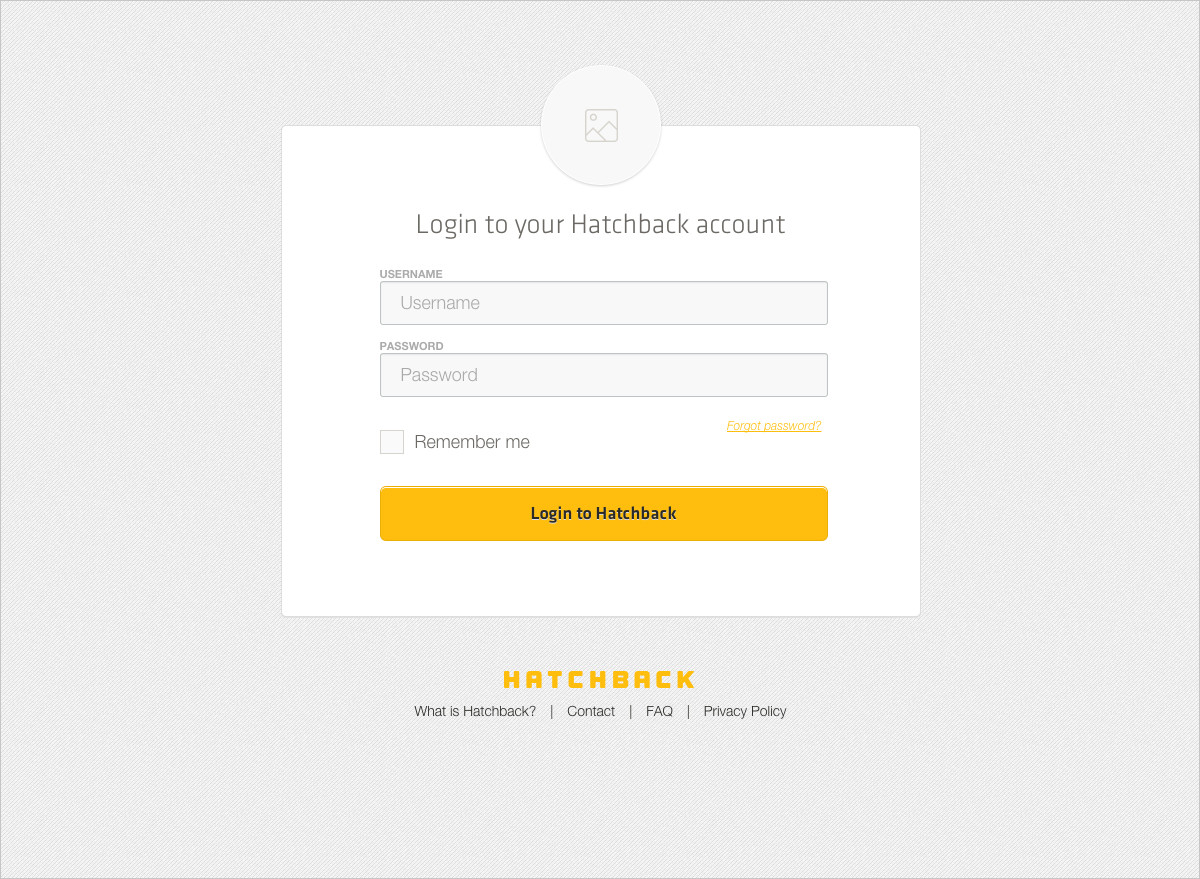 Login to your Hatchback account
USERNAME
Username
PASSWORD
Password
Forgot password?
Remember me
Login to Hatchback
HATCHBACK
What is Hatchback? | Contact | FAQ | Privacy Policy